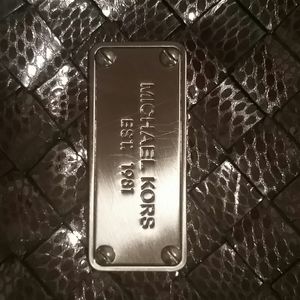 MICHAEL KORS
EST. 1981